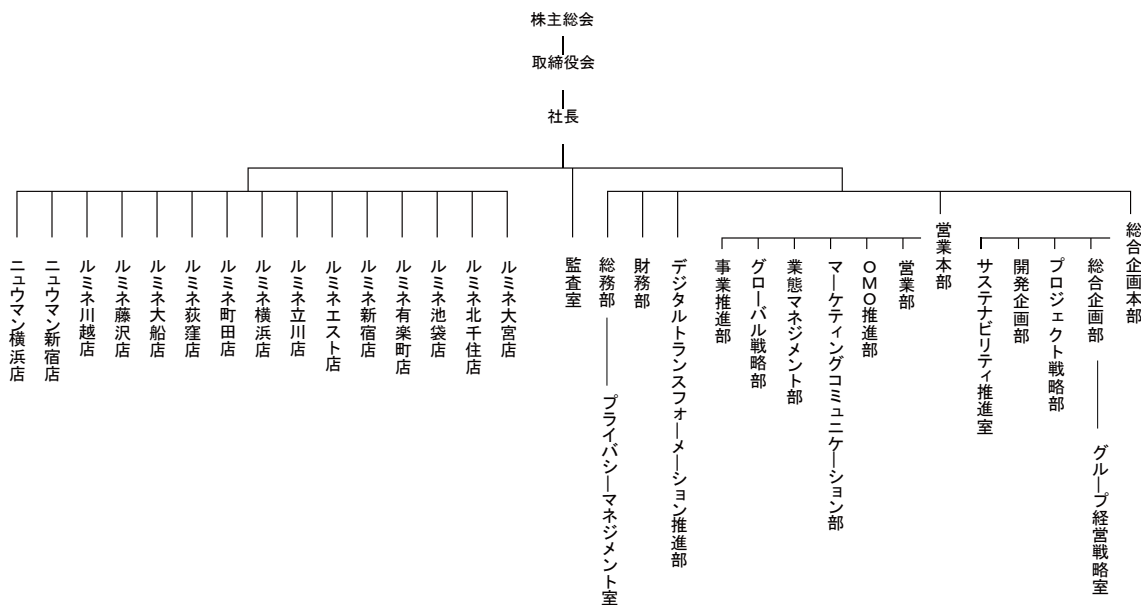 株主総会
取締役会
社長
総合企画本部
総合企画部
グループ経営戦略室
プロジェクト戦略部
開発企画部
サステナビリティ推進室
営業本部
営業部
OMO推進部
マーケティングコミュニケーション部
業態マネジメント部
グローバル戦略部
事業推進部
デジタルトランスフォーメーション推進部
財務部
総務部
プライバシーマネジメント室
監査室
ルミネ大宮店
ルミネ北千住店
ルミネ池袋店
ルミネ有楽町店
ルミネ新宿店
ルミネエスト店
ルミネ立川店
ルミネ横浜店
ルミネ町田店
ルミネ荻窪店
ルミネ大船店
ルミネ藤沢店
ルミネ川越店
ニュウマン新宿店
ニュウマン横浜店